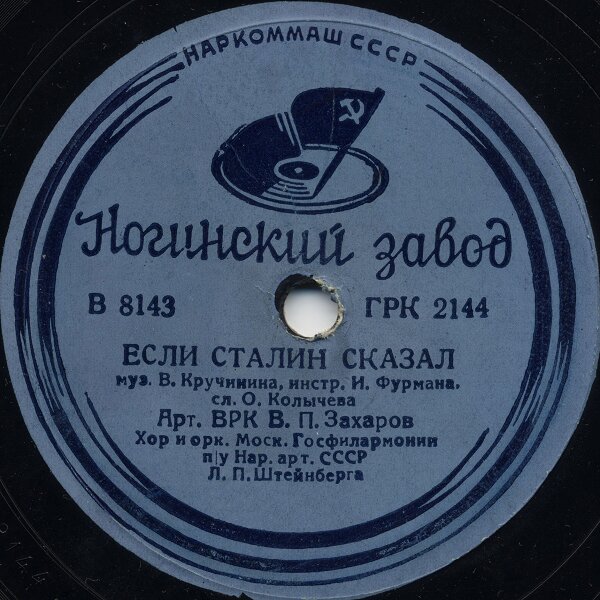 НАРКОММАШ СССР
Ногинский завод
В 8143 ГРК 2144
ЕСЛИ СТАЛИН СКАЗАЛ
муз. В. Кручинина, инстр. И. Фурмана,
сл. О. Колычева
Арт. ВРК В. П. Захаров
Хор и орк. Моск. Госфилармонии
п/у Нар. арт. СССР
Л. П. Штейнберга
2144